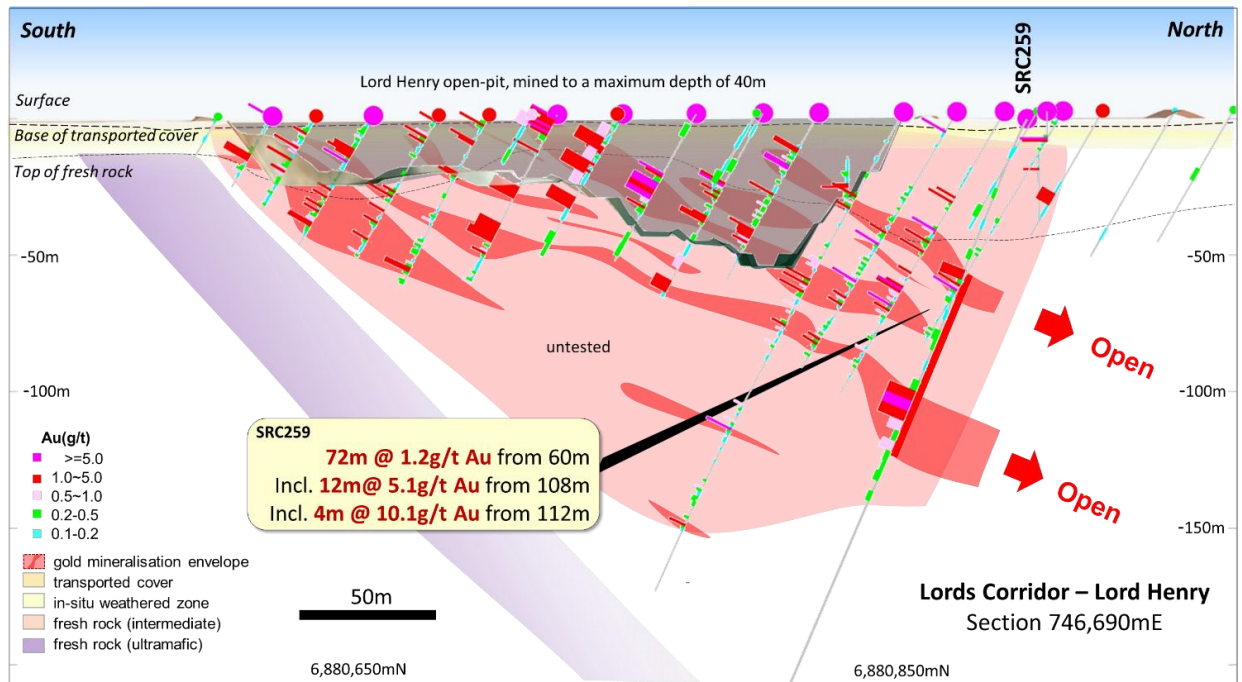 South
North
SRC259
Lord Henry open-pit, mined to a maximum depth of 40m
Surface
Base of transported cover
Top of fresh rock
-50m
-50m
Open
untested
-100m
-100m
SRC259
72m @ 1.2g/t Au from 60m
Incl. 12m@ 5.1g/t Au from 108m
Incl. 4m @ 10.1g/t Au from 112m
Open
-150m
Au(g/t)
>=5.0
1.0~5.0
0.5~1.0
0.2-0.5
0.1-0.2
gold mineralisation envelope
transported cover
in-situ weathered zone
fresh rock (intermediate)
fresh rock (ultramafic)
50m
Lords Corridor – Lord Henry
Section 746,690mE
6,880,650mN
6,880,850mN